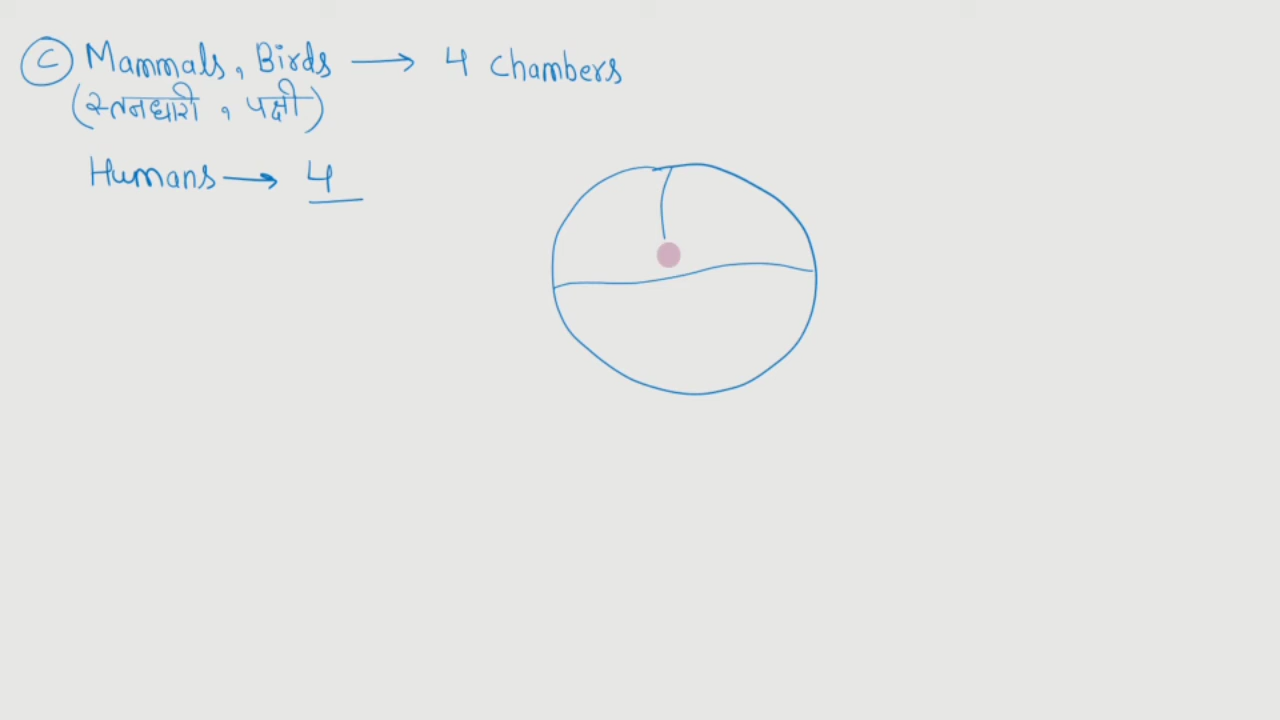 C Mammals, Birds → 4 Chambers
(स्तनधारी, पक्षी)
Humans → 4